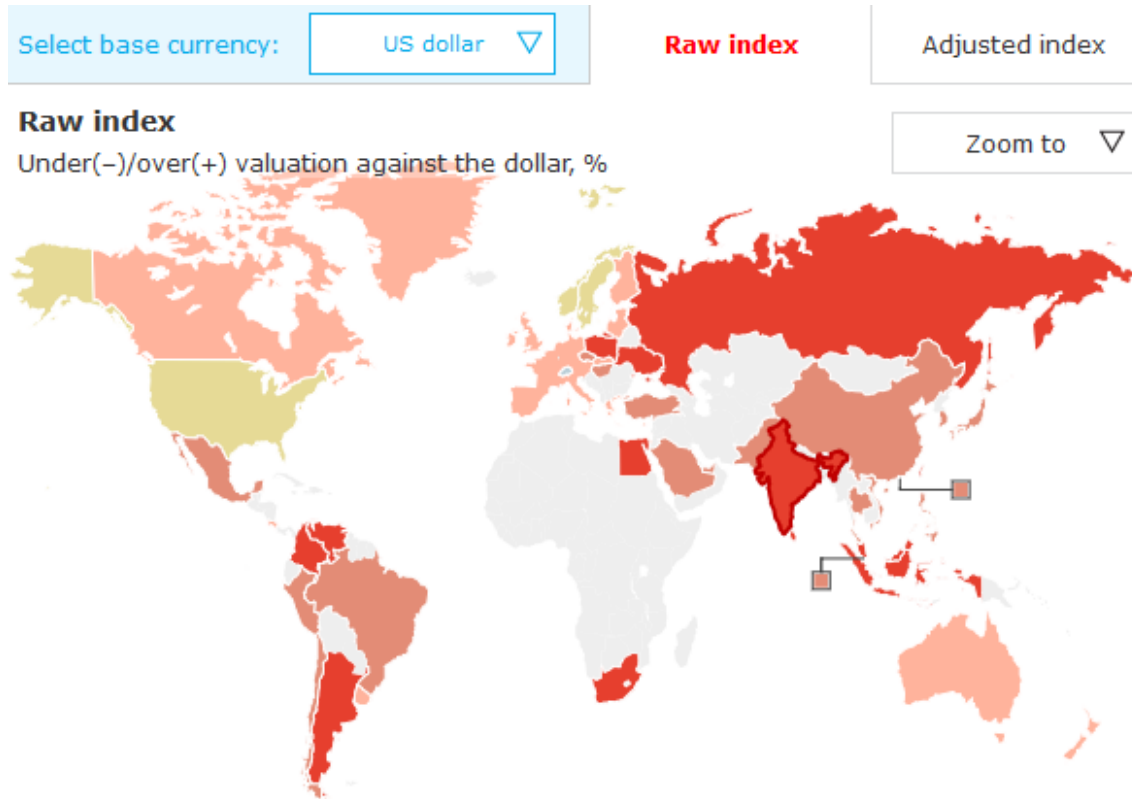 Select base currency:
US dollar
Raw index
Adjusted index
Raw index
Under(–)/over(+) valuation against the dollar, %
Zoom to